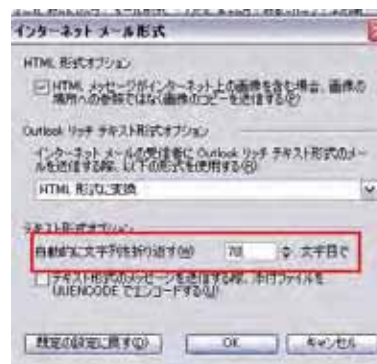 インターネット メール形式
HTML 形式オプション
HTML メッセージがインターネット上の画像を含む場合、画像の
場所への参照ではなく画像のコピーを送信する(P)
Outlook リッチ テキスト形式オプション
インターネット メールの受信者に Outlook リッチ テキスト形式のメー
ルを送信する際、以下の形式を使用する(R)
HTML 形式に変換
テキスト形式オプション
自動的に文字列を折り返す(W) 70 文字目で
テキスト形式のメッセージを送信する際、添付ファイルを
UUENCODE でエンコードする(U)
既定の設定に戻す(D) OK キャンセル